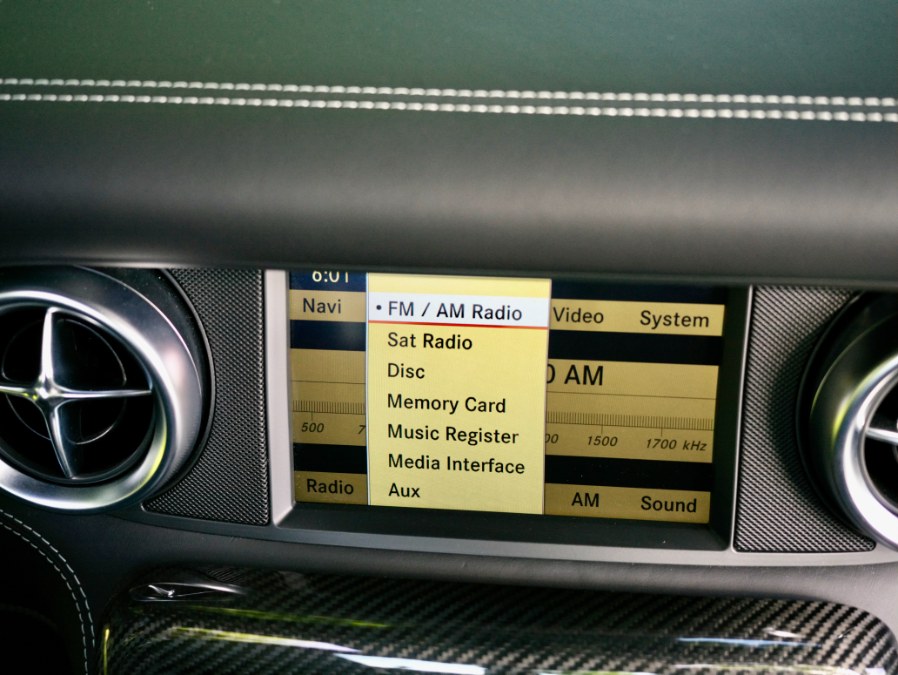 6:01
Navi
• FM / AM Radio
Video
System
Sat Radio
Disc
Memory Card
Music Register
Media Interface
Aux
AM
500
1500
1700 kHz
Radio
AM
Sound